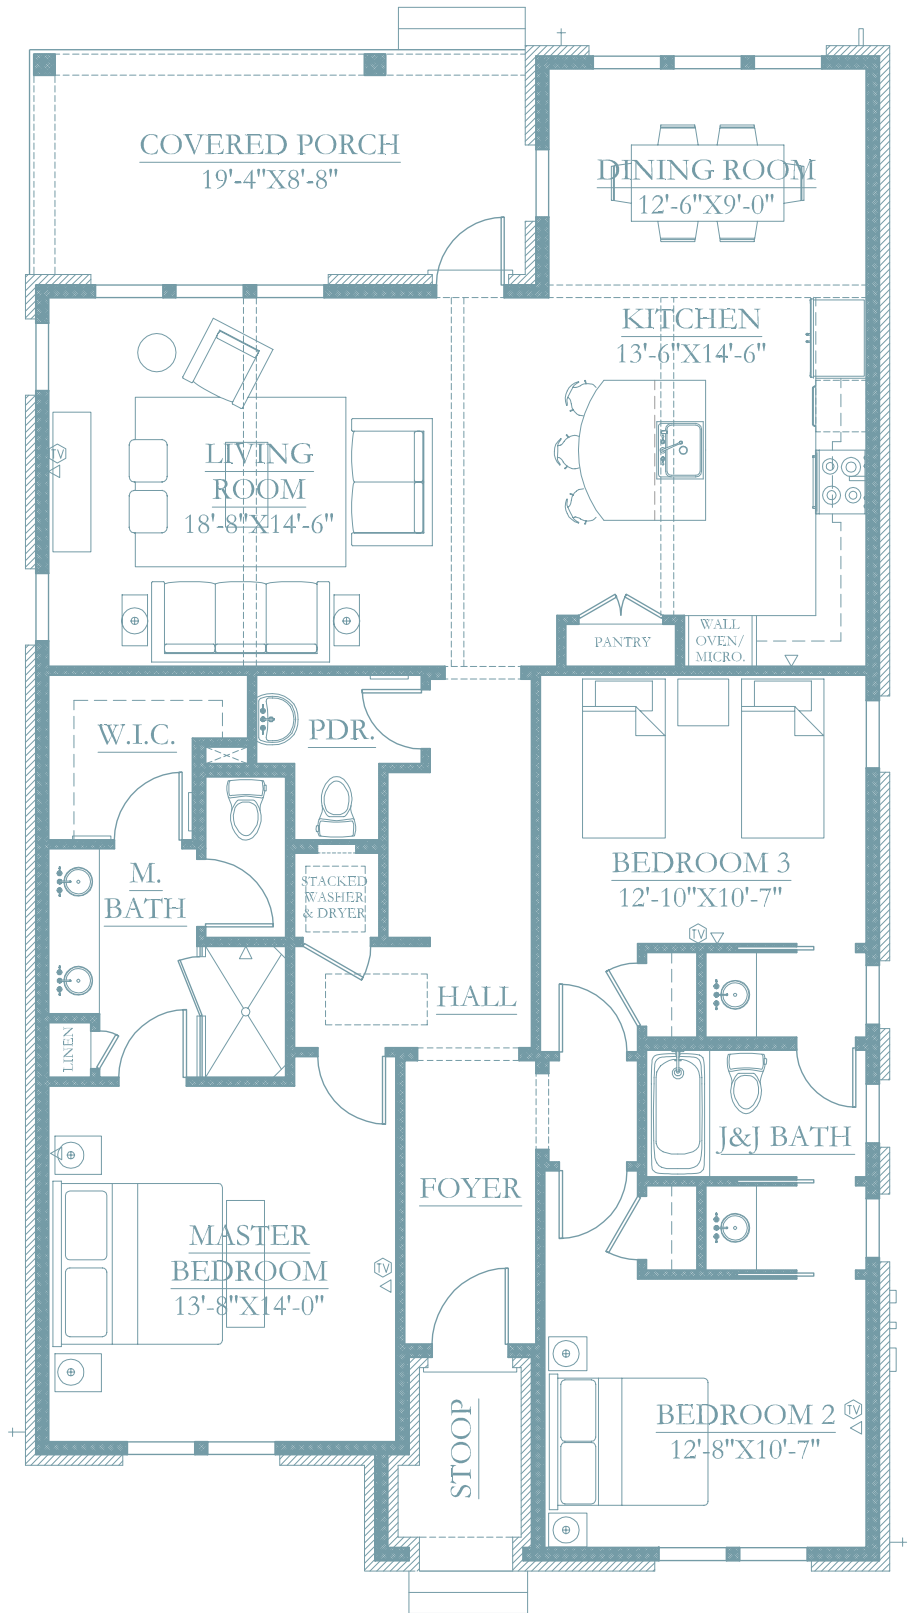 COVERED PORCH
19'-4"X8'-8"
DINING ROOM
12'-6"X9'-0"
KITCHEN
13'-6"X14'-6"
LIVING
ROOM
18'-8"X14'-6"
TV
PANTRY
WALL
OVEN/
MICRO.
W.I.C.
PDR.
M.
BATH
STACKED
WASHER
& DRYER
BEDROOM 3
12'-10"X10'-7"
TV
HALL
LINEN
J&J BATH
FOYER
MASTER
BEDROOM
13'-8"X14'-0"
TV
STOOP
BEDROOM 2
12'-8"X10'-7"
TV